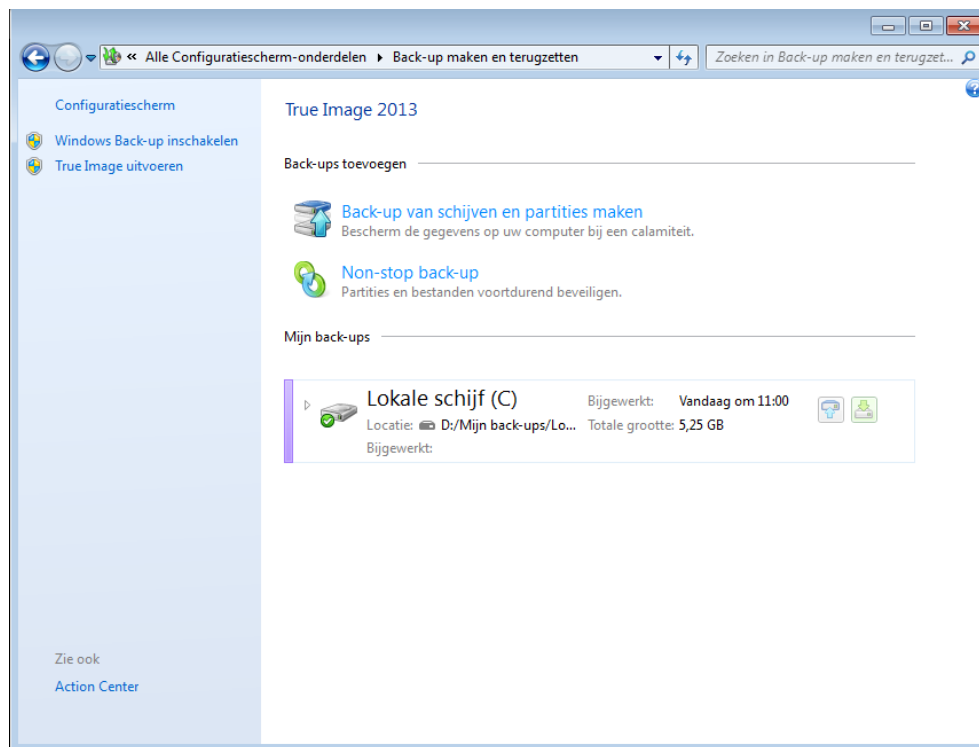 « Alle Configuratiescherm-onderdelen ▸ Back-up maken en terugzetten
Zoeken in Back-up maken en terugzet...
Configuratiescherm
Windows Back-up inschakelen
True Image uitvoeren
True Image 2013
Back-ups toevoegen
Back-up van schijven en partities maken
Bescherm de gegevens op uw computer bij een calamiteit.
Non-stop back-up
Partities en bestanden voortdurend beveiligen.
Mijn back-ups
Lokale schijf (C) Bijgewerkt: Vandaag om 11:00
Locatie: D:/Mijn back-ups/Lo... Totale grootte: 5,25 GB
Bijgewerkt:
Zie ook
Action Center